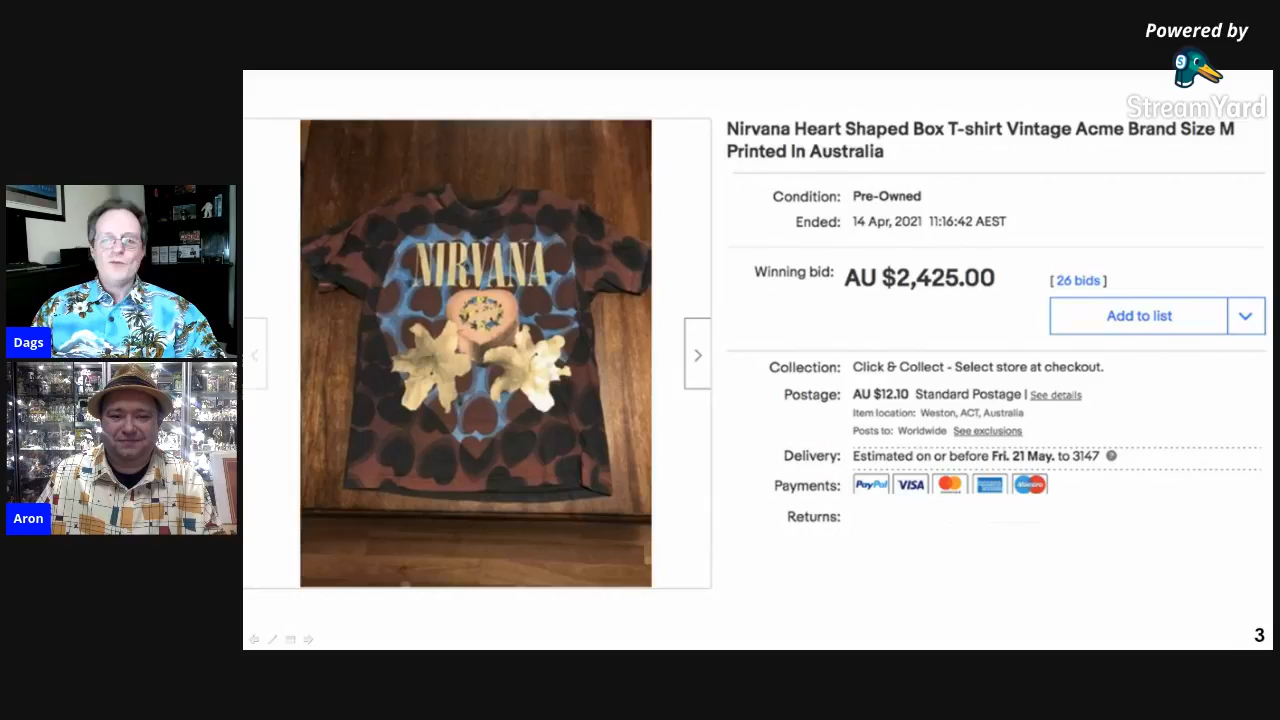 Powered by
StreamYard
Nirvana Heart Shaped Box T-shirt Vintage Acme Brand Size M
Printed In Australia
Condition: Pre-Owned
Ended: 14 Apr, 2021 11:16:42 AEST
Winning bid: AU $2,425.00 [ 26 bids ]
Add to list
Collection: Click & Collect - Select store at checkout.
Postage: AU $12.10 Standard Postage | See details
Item location: Weston, ACT, Australia
Posts to: Worldwide See exclusions
Delivery: Estimated on or before Fri. 21 May. to 3147
Payments: PayPal VISA
Returns:
NIRVANA
Dags
Aron
3